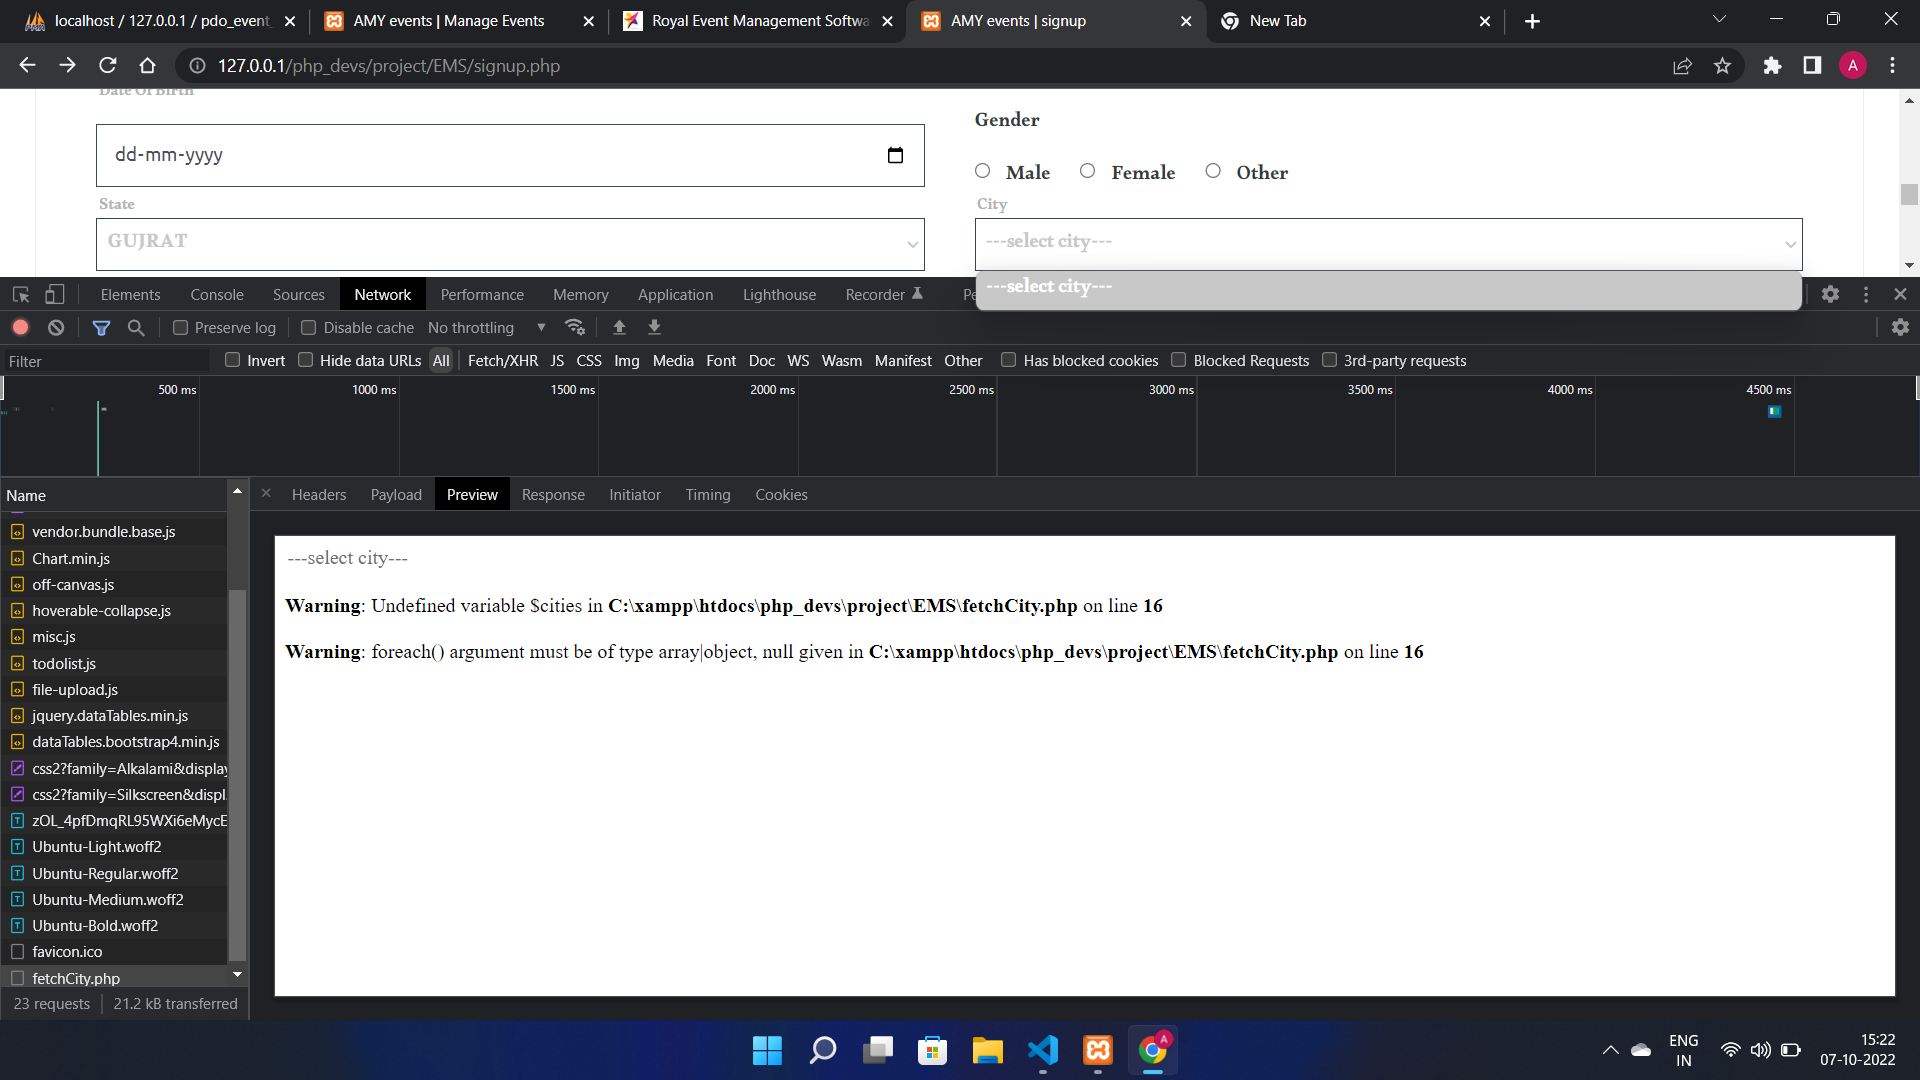 localhost / 127.0.0.1 / pdo_event_
AMY events | Manage Events
Royal Event Management Softwa
AMY events | signup
New Tab
127.0.0.1/php_devs/project/EMS/signup.php
A
Date Of Birth
Gender
dd-mm-yyyy
Male
Female
Other
State
City
GUJRAT
---select city---
---select city---
Elements
Console
Sources
Network
Performance
Memory
Application
Lighthouse
Recorder
Preserve log
Disable cache
No throttling
Filter
Invert
Hide data URLs
All
Fetch/XHR
JS
CSS
Img
Media
Font
Doc
WS
Wasm
Manifest
Other
Has blocked cookies
Blocked Requests
3rd-party requests
500 ms
1000 ms
1500 ms
2000 ms
2500 ms
3000 ms
3500 ms
4000 ms
4500 ms
Name
Headers
Payload
Preview
Response
Initiator
Timing
Cookies
vendor.bundle.base.js
Chart.min.js
off-canvas.js
hoverable-collapse.js
misc.js
todolist.js
file-upload.js
jquery.dataTables.min.js
dataTables.bootstrap4.min.js
css2?family=Alkalami&display
css2?family=Silkscreen&displ
zOL_4pfDmqRL95WXi6eMycE
Ubuntu-Light.woff2
Ubuntu-Regular.woff2
Ubuntu-Medium.woff2
Ubuntu-Bold.woff2
favicon.ico
fetchCity.php
---select city---
Warning: Undefined variable $cities in C:\xampp\htdocs\php_devs\project\EMS\fetchCity.php on line 16
Warning: foreach() argument must be of type array|object, null given in C:\xampp\htdocs\php_devs\project\EMS\fetchCity.php on line 16
23 requests
21.2 kB transferred
A
ENG
IN
15:22
07-10-2022